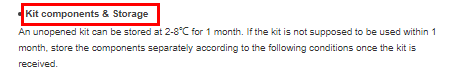 • Kit components & Storage
An unopened kit can be stored at 2-8℃ for 1 month. If the kit is not supposed to be used within 1
month, store the components separately according to the following conditions once the kit is
received.